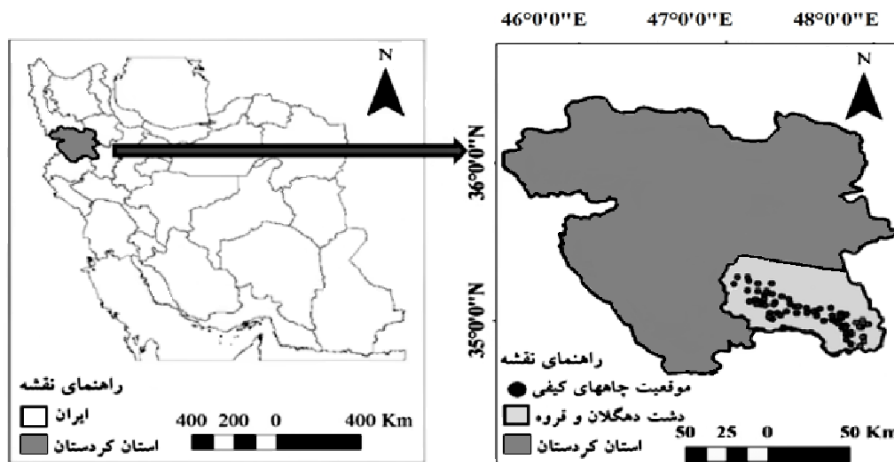 N
راهنمای نقشه
ایران
استان کردستان
400 200 0 400 Km
46°0'0"E 47°0'0"E 48°0'0"E
36°0'0"N
35°0'0"N
N
راهنمای نقشه
موقعیت چاههای کیفی
دشت دهگلان و قروه
استان کردستان
50 25 0 50 Km